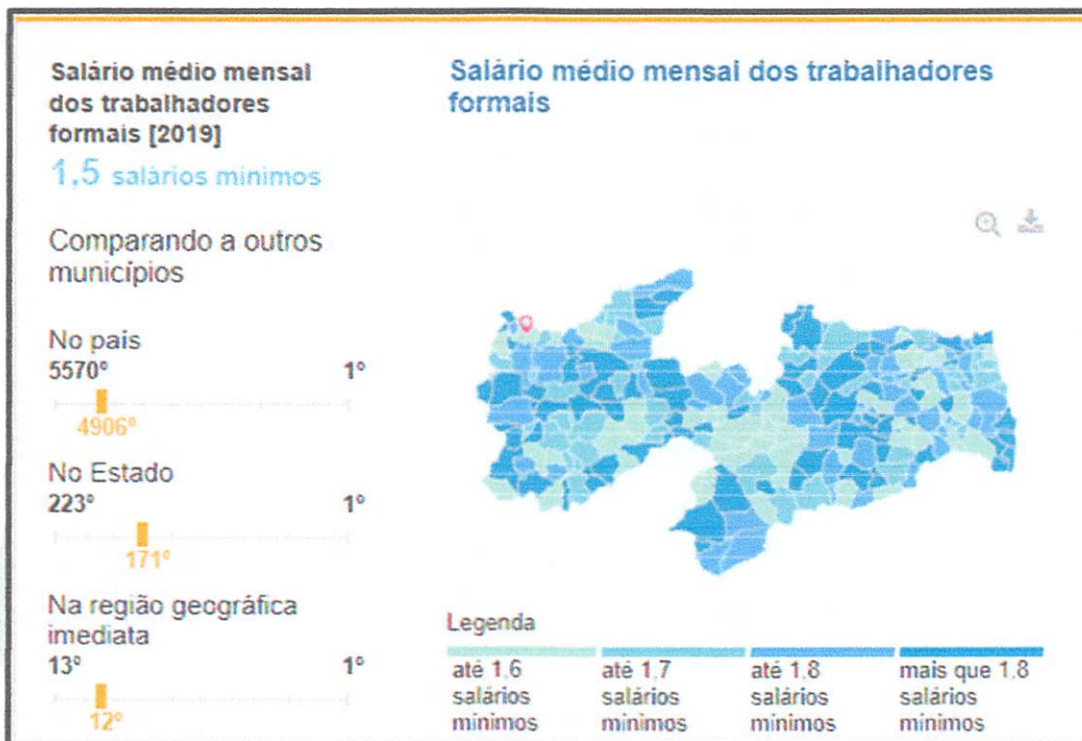 Salário médio mensal
dos trabalhadores
formais [2019]
1,5 salários mínimos
Comparando a outros
municípios
No país
5570º 1º
4906º
No Estado
223º 1º
171º
Na região geográfica
imediata
13º 1º
12º
Salário médio mensal dos trabalhadores
formais
Legenda
até 1,6
salários
mínimos
até 1,7
salários
mínimos
até 1,8
salários
mínimos
mais que 1,8
salários
mínimos